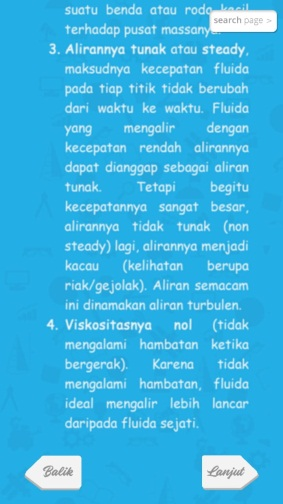 suatu benda atau roda kecil
search page >
terhadap pusat massanya
3. Alirannya tunak atau steady,
maksudnya kecepatan fluida
pada tiap titik tidak berubah
dari waktu ke waktu. Fluida
yang mengalir dengan
kecepatan rendah alirannya
dapat dianggap sebagai aliran
tunak. Tetapi begitu
kecepatannya sangat besar,
alirannya tidak tunak (non
steady) lagi, alirannya menjadi
kacau (kelihatan berupa
riak/gejolak). Aliran semacam
ini dinamakan aliran turbulen.
4. Viskositasnya nol (tidak
mengalami hambatan ketika
bergerak). Karena tidak
mengalami hambatan, fluida
ideal mengalir lebih lancar
daripada fluida sejati.
Balik
Lanjut